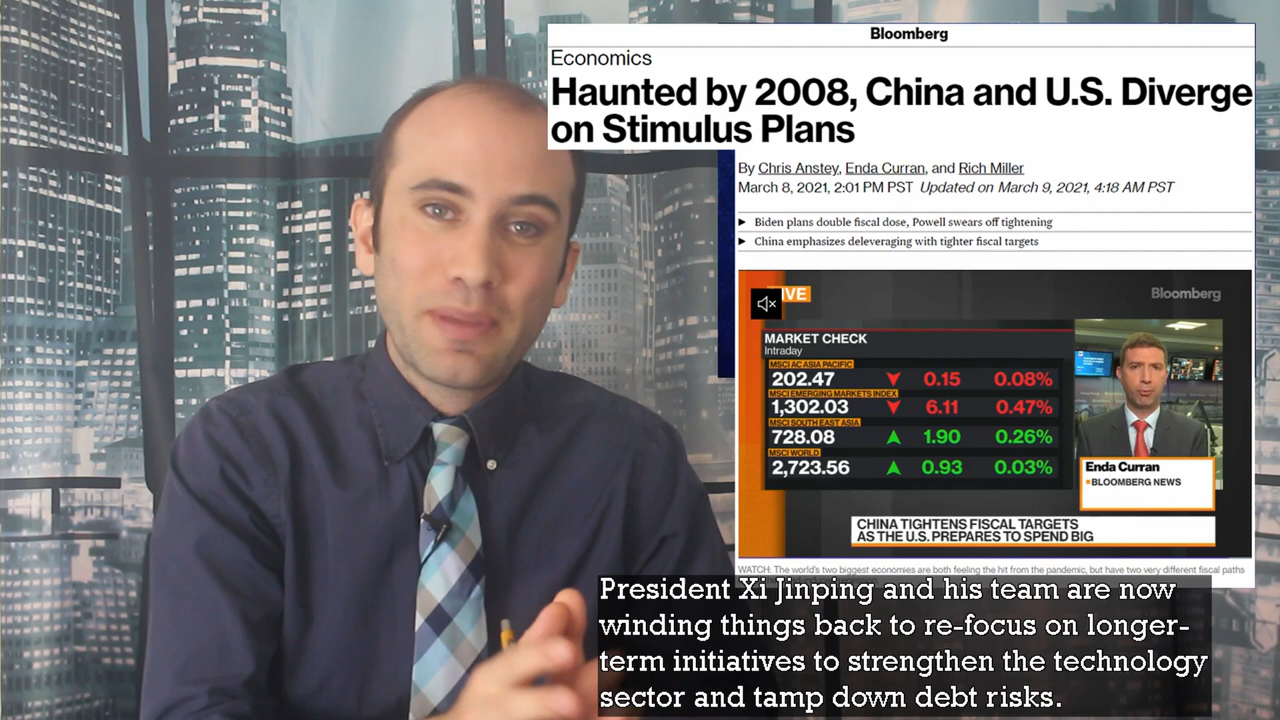 Bloomberg
Economics
Haunted by 2008, China and U.S. Diverge
on Stimulus Plans
By Chris Anstey, Enda Curran, and Rich Miller
March 8, 2021, 2:01 PM PST Updated on March 9, 2021, 4:18 AM PST
▶ Biden plans double fiscal dose, Powell swears off tightening
▶ China emphasizes deleveraging with tighter fiscal targets
Bloomberg
MARKET CHECK
Intraday
MSCI AC ASIA PACIFIC
202.47 ▼ 0.15 0.08%
MSCI EMERGING MARKETS INDEX
1,302.03 ▼ 6.11 0.47%
MSCI SOUTH EAST ASIA
728.08 ▲ 1.90 0.26%
MSCI WORLD
2,723.56 ▲ 0.93 0.03%
Enda Curran
BLOOMBERG NEWS
CHINA TIGHTENS FISCAL TARGETS
AS THE U.S. PREPARES TO SPEND BIG
WATCH: The world's two biggest economies are both feeling the hit from the pandemic, but have two very different fiscal paths
President Xi Jinping and his team are now
winding things back to re-focus on longer-
term initiatives to strengthen the technology
sector and tamp down debt risks.